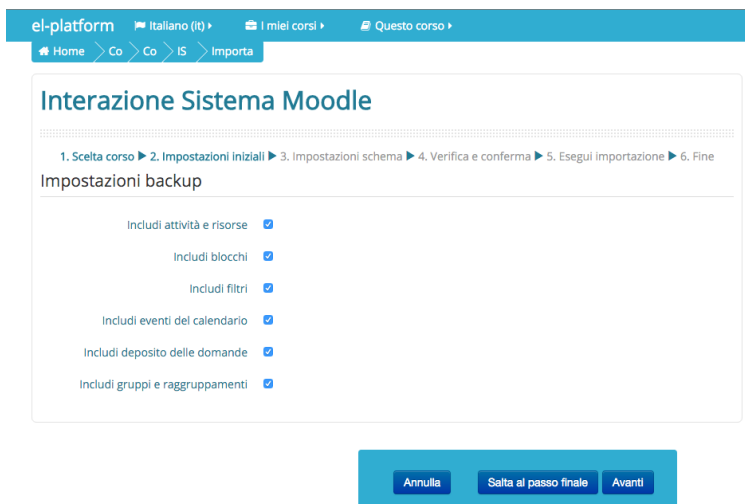 el-platform Italiano (it) I miei corsi Questo corso
Home Co Co IS Importa
Interazione Sistema Moodle
1. Scelta corso ▶ 2. Impostazioni iniziali ▶ 3. Impostazioni schema ▶ 4. Verifica e conferma ▶ 5. Esegui importazione ▶ 6. Fine
Impostazioni backup
Includi attività e risorse
Includi blocchi
Includi filtri
Includi eventi del calendario
Includi deposito delle domande
Includi gruppi e raggruppamenti
Annulla Salta al passo finale Avanti